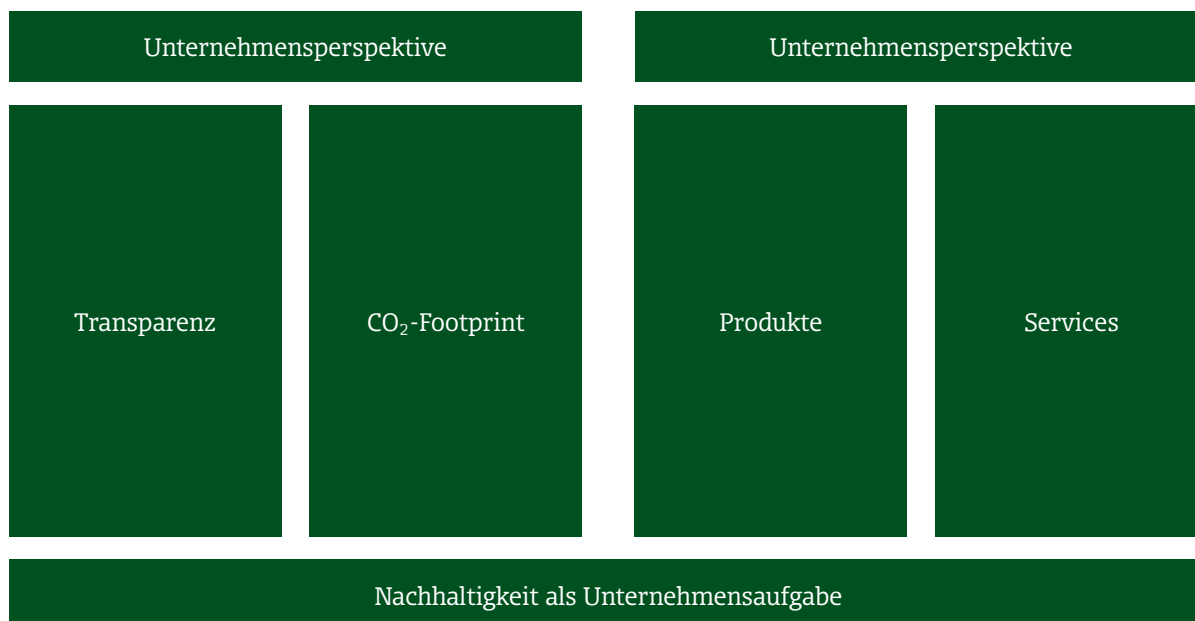 Unternehmensperspektive
Unternehmensperspektive
Transparenz
CO₂-Footprint
Produkte
Services
Nachhaltigkeit als Unternehmensaufgabe